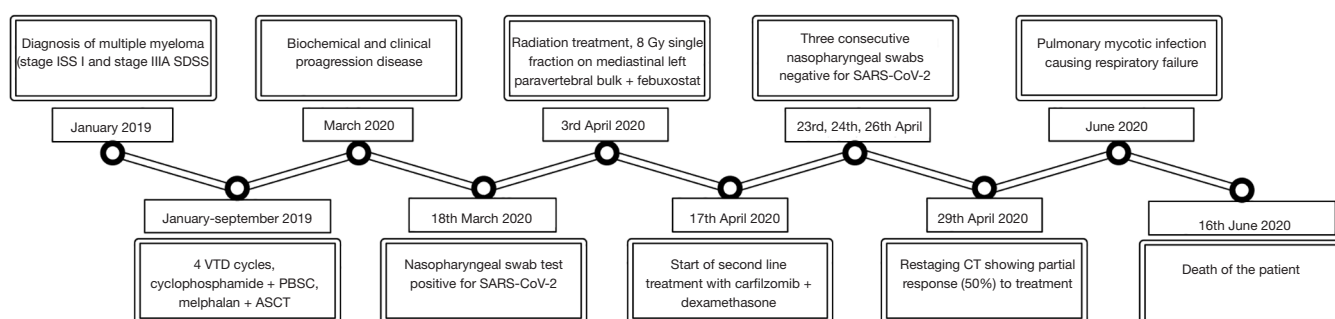 Diagnosis of multiple myeloma
(stage ISS I and stage IIIA SDSS
January 2019
January-september 2019
4 VTD cycles,
cyclophosphamide + PBSC,
melphalan + ASCT
Biochemical and clinical
proagression disease
March 2020
18th March 2020
Nasopharyngeal swab test
positive for SARS-CoV-2
Radiation treatment, 8 Gy single
fraction on mediastinal left
paravertebral bulk + febuxostat
3rd April 2020
17th April 2020
Start of second line
treatment with carfilzomib +
dexamethasone
Three consecutive
nasopharyngeal swabs
negative for SARS-CoV-2
23rd, 24th, 26th April
29th April 2020
Restaging CT showing partial
response (50%) to treatment
Pulmonary mycotic infection
causing respiratory failure
June 2020
16th June 2020
Death of the patient